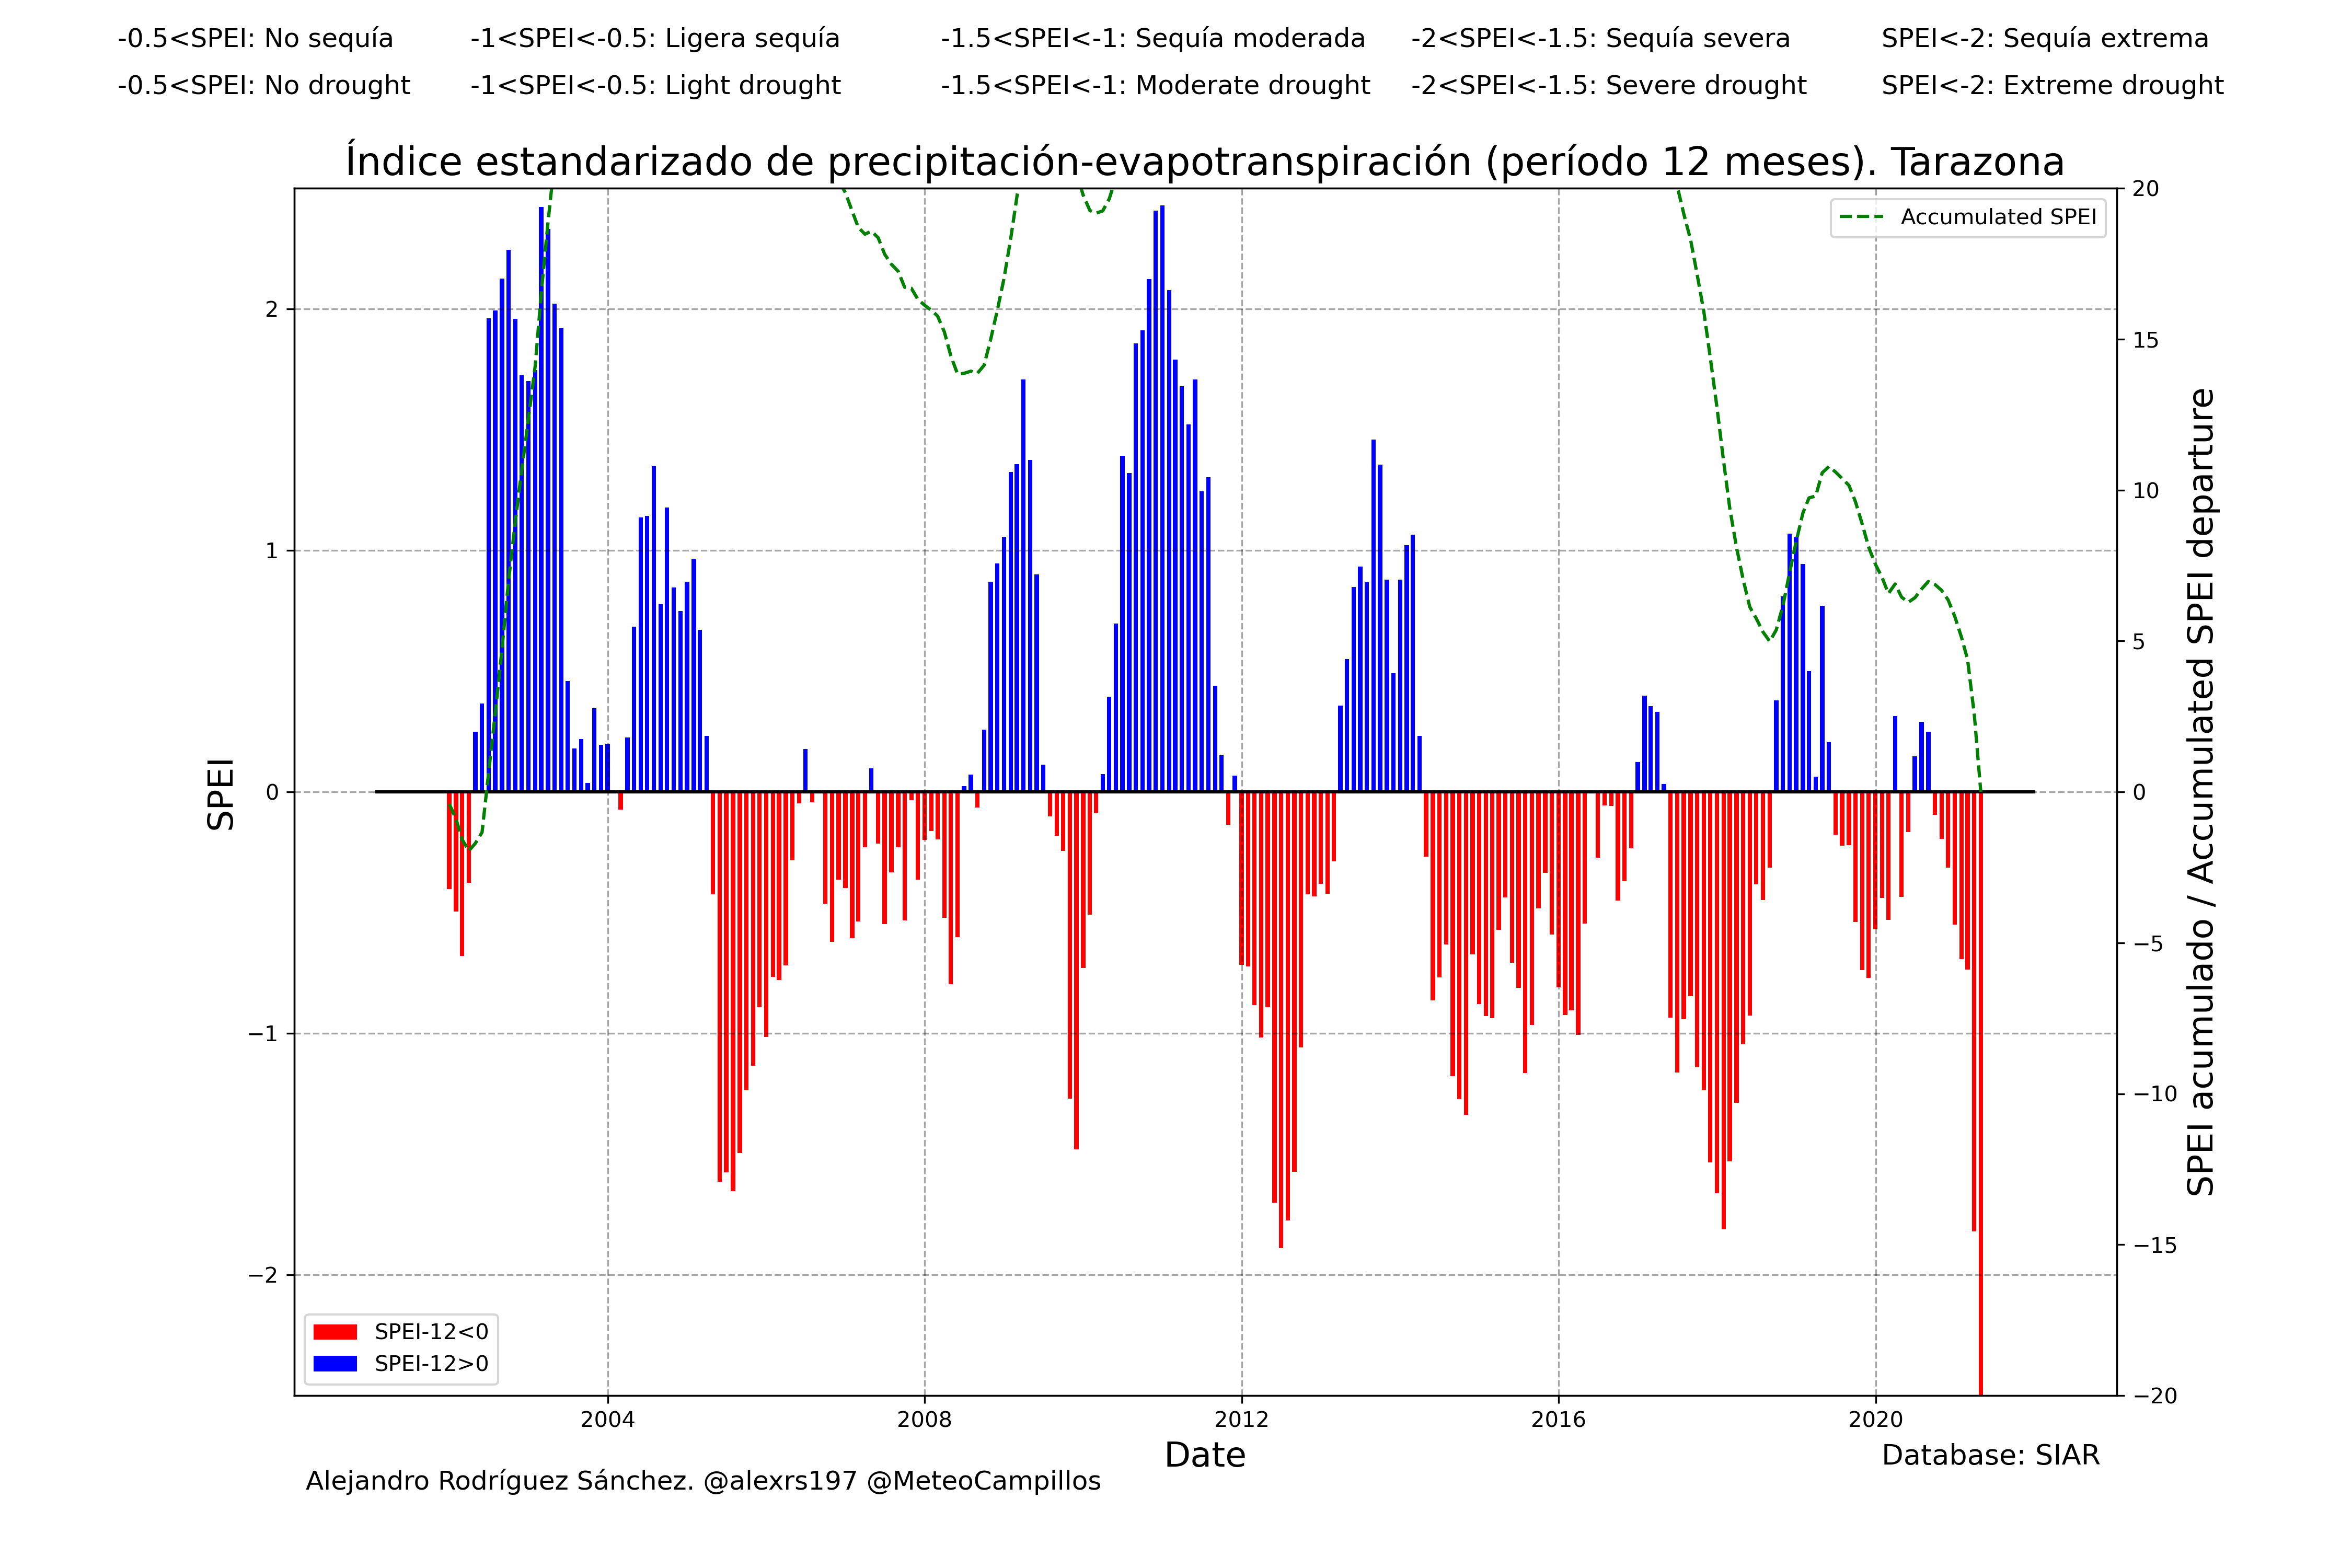 -0.5<SPEI: No sequía -1<SPEI<-0.5: Ligera sequía -1.5<SPEI<-1: Sequía moderada -2<SPEI<-1.5: Sequía severa SPEI<-2: Sequía extrema
-0.5<SPEI: No drought -1<SPEI<-0.5: Light drought -1.5<SPEI<-1: Moderate drought -2<SPEI<-1.5: Severe drought SPEI<-2: Extreme drought
Índice estandarizado de precipitación-evapotranspiración (período 12 meses). Tarazona
Accumulated SPEI
SPEI
2
1
0
−1
−2
20
15
10
5
0
−5
−10
−15
−20
SPEI acumulado / Accumulated SPEI departure
SPEI-12<0
SPEI-12>0
2004 2008 2012 2016 2020
Date
Database: SIAR
Alejandro Rodríguez Sánchez. @alexrs197 @MeteoCampillos